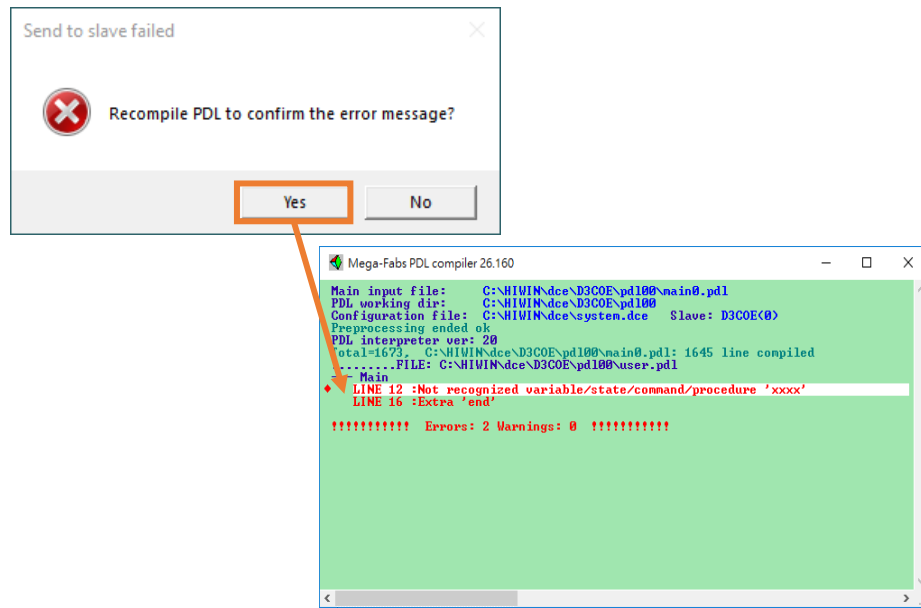 Send to slave failed
Recompile PDL to confirm the error message?
Yes
No
Mega-Fabs PDL compiler 26.160
Main input file: C:\HIWIN\dce\D3COE\pdl00\main0.pdl
PDL working dir: C:\HIWIN\dce\D3COE\pdl00
Configuration file: C:\HIWIN\dce\system.dce Slave: D3COE(0)
Preprocessing ended ok
PDL interpreter ver: 20
Total=1673, C:\HIWIN\dce\D3COE\pdl00\main0.pdl: 1645 line compiled
.........FILE: C:\HIWIN\dce\D3COE\pdl00\user.pdl
--- Main
LINE 12 :Not recognized variable/state/command/procedure 'xxxx'
LINE 16 :Extra 'end'
!!!!!!!!!!! Errors: 2 Warnings: 0 !!!!!!!!!!!